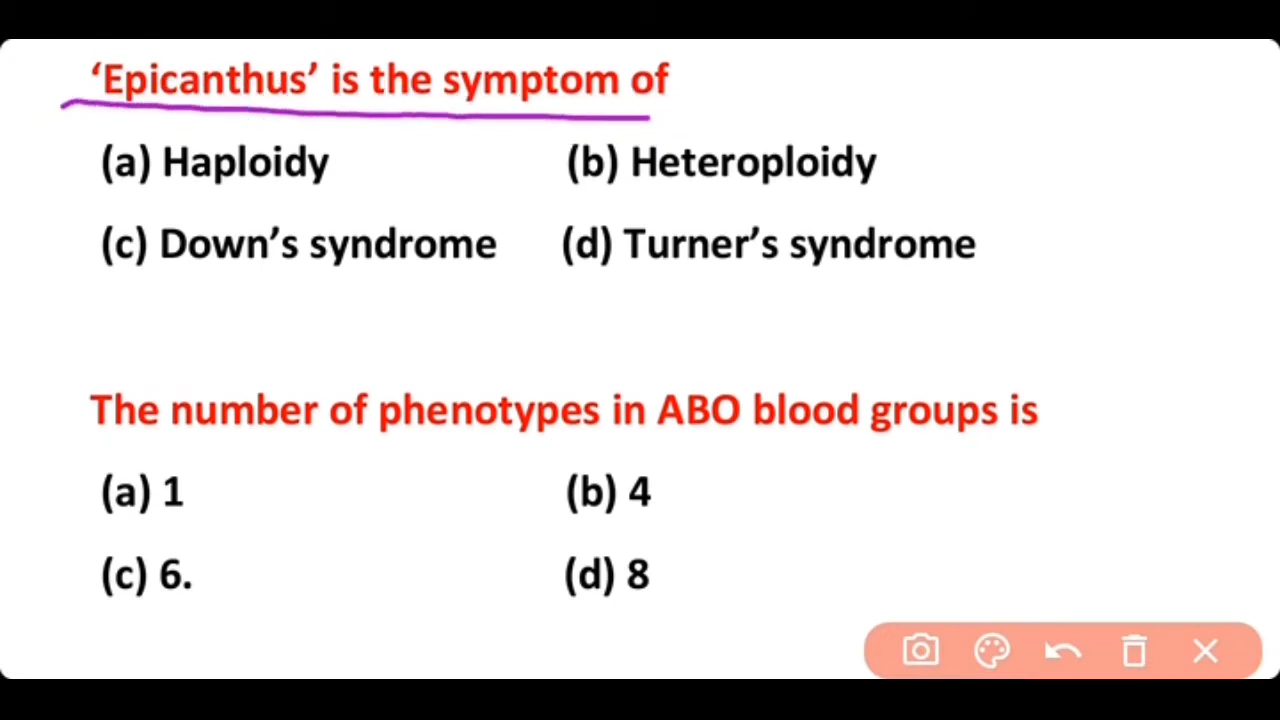 ‘Epicanthus’ is the symptom of
(a) Haploidy (b) Heteroploidy
(c) Down’s syndrome (d) Turner’s syndrome
The number of phenotypes in ABO blood groups is
(a) 1 (b) 4
(c) 6. (d) 8